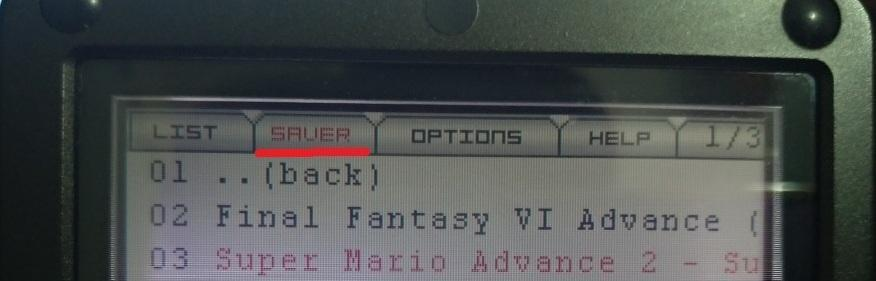 LIST SAVER OPTIONS HELP 1/3
01 ..(back)
02 Final Fantasy VI Advance (
03 Super Mario Advance 2 - Su